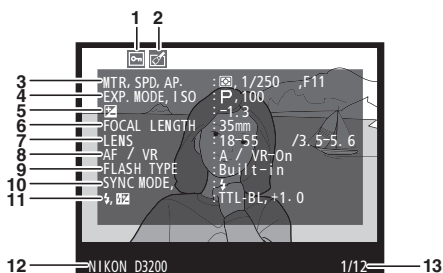 1 2
3 MTR, SPD, AP. : , 1/250 ,F11
4 EXP. MODE, ISO : P, 100
5 : -1.3
6 FOCAL LENGTH : 35mm
7 LENS : 18-55 /3.5-5.6
8 AF / VR : A / VR-On
9 FLASH TYPE : Built-in
10 SYNC MODE, :
11 , : TTL-BL, +1.0
12 NIKON D3200 1/12 13